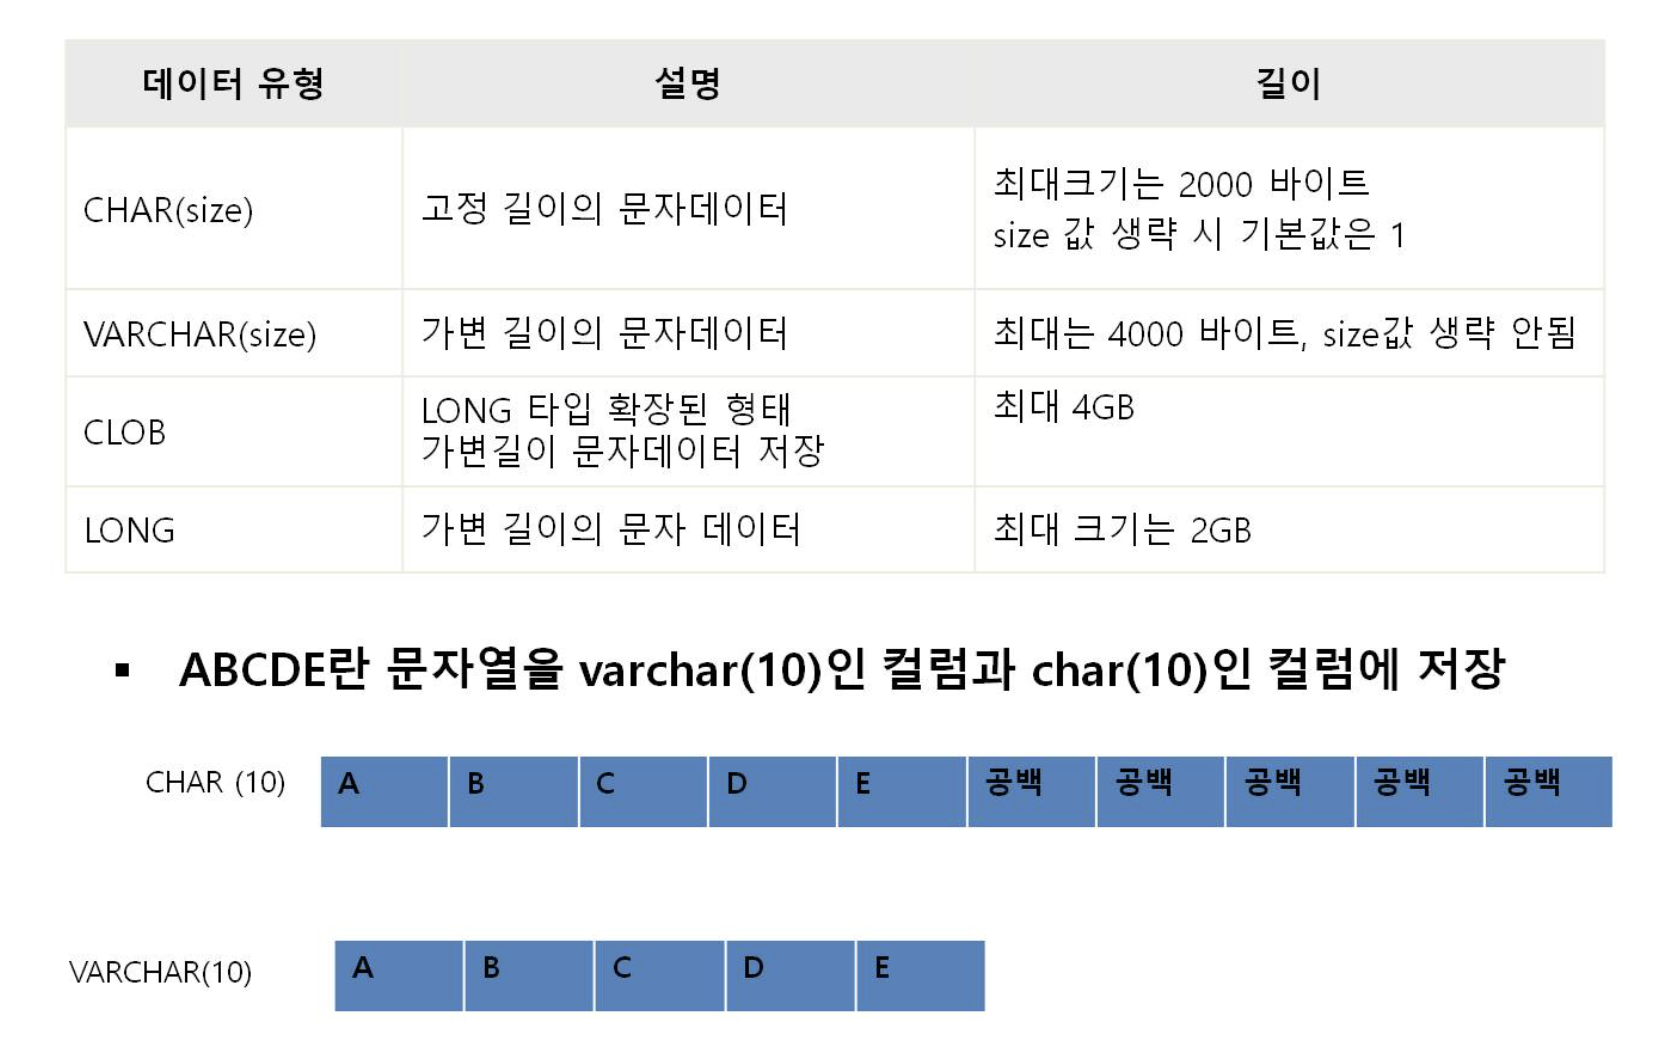 데이터 유형 설명 길이
CHAR(size) 고정 길이의 문자데이터 최대크기는 2000 바이트
size 값 생략 시 기본값은 1
VARCHAR(size) 가변 길이의 문자데이터 최대는 4000 바이트, size값 생략 안됨
CLOB LONG 타입 확장된 형태 최대 4GB
가변길이 문자데이터 저장
LONG 가변 길이의 문자 데이터 최대 크기는 2GB
▪ ABCDE란 문자열을 varchar(10)인 컬럼과 char(10)인 컬럼에 저장
CHAR (10) A B C D E 공백 공백 공백 공백 공백
VARCHAR(10) A B C D E